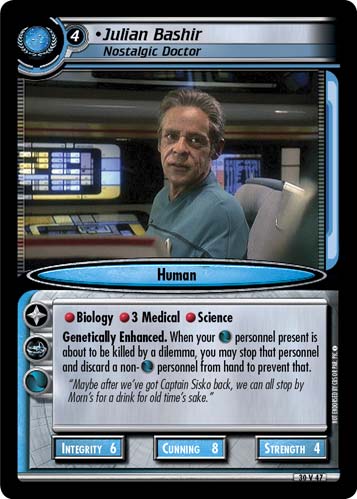 4
•Julian Bashir
Nostalgic Doctor
Human
•Biology •3 Medical •Science
Genetically Enhanced. When your personnel present is
about to be killed by a dilemma, you may stop that personnel
and discard a non- personnel from hand to prevent that.
"Maybe after we've got Captain Sisko back, we can all stop by
Morn's for a drink for old time's sake."
INTEGRITY 6 CUNNING 8 STRENGTH 4
30 V 47